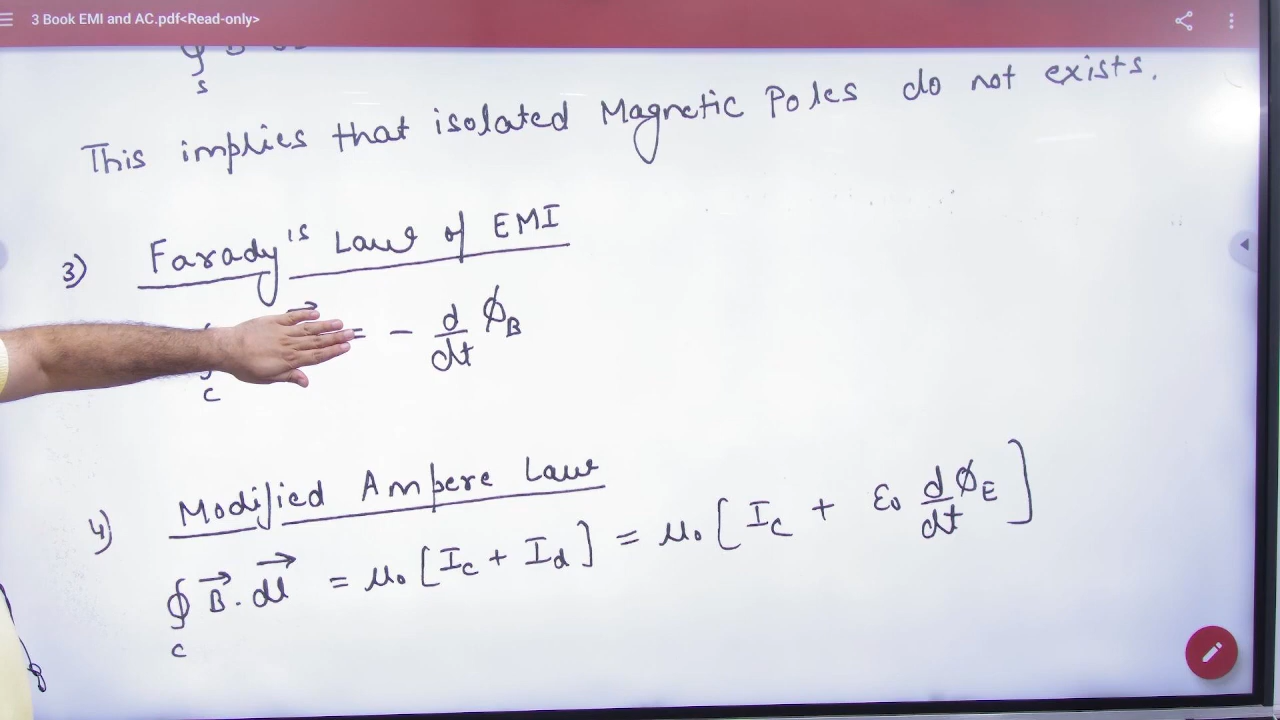 3 Book EMI and AC.pdf<Read-only>
S
This implies that isolated Magnetic Poles do not exists.
3) Farady's Law of EMI
= - d/dt ϕB
C
4) Modified Ampere Law
∮ B⃗ . dl⃗ = μ₀ [Ic + Id] = μ₀ [Ic + ε₀ d/dt ϕE]
C